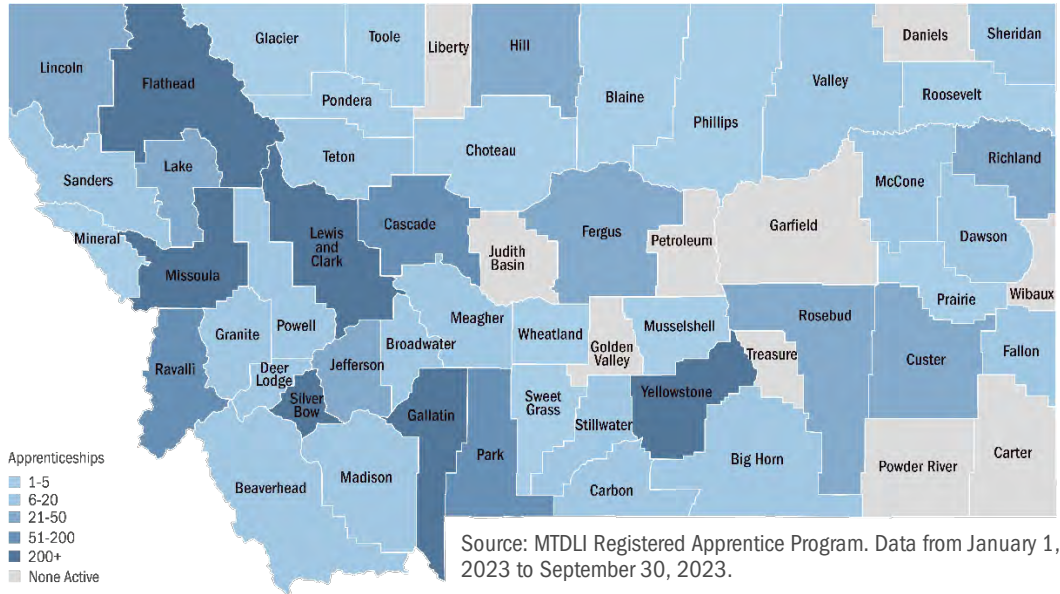 Glacier
Toole
Liberty
Hill
Daniels
Sheridan
Lincoln
Flathead
Blaine
Valley
Roosevelt
Pondera
Phillips
Teton
Choteau
Lake
Richland
Sanders
McCone
Cascade
Lewis
and
Clark
Fergus
Petroleum
Garfield
Mineral
Judith
Basin
Dawson
Missoula
Wibaux
Prairie
Meagher
Powell
Granite
Wheatland
Musselshell
Rosebud
Broadwater
Golden
Valley
Treasure
Fallon
Custer
Ravalli
Deer
Lodge
Jefferson
Silver
Bow
Gallatin
Sweet
Grass
Yellowstone
Stillwater
Park
Big Horn
Powder River
Carter
Madison
Beaverhead
Carbon
Apprenticeships
1-5
6-20
21-50
51-200
200+
None Active
Source: MTDLI Registered Apprentice Program. Data from January 1,
2023 to September 30, 2023.